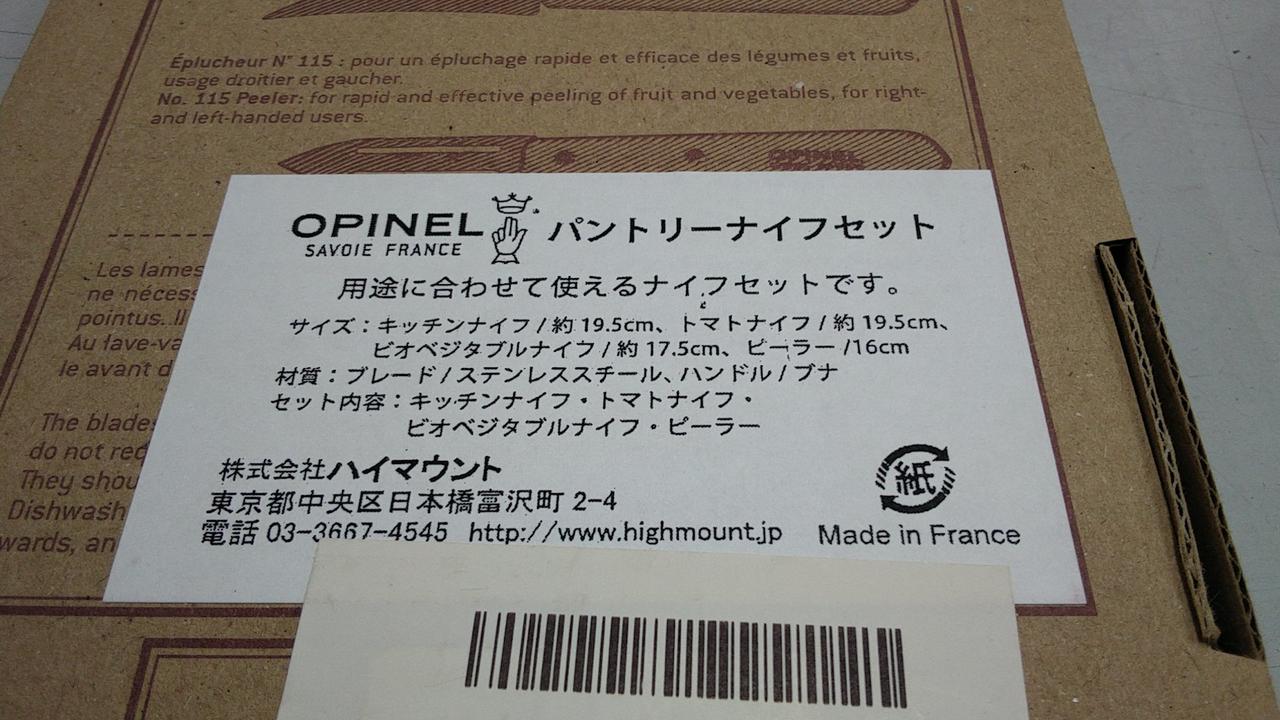 Éplucheur N° 115 : pour un épluchage rapide et efficace des légumes et fruits,
usage droitier et gaucher.
No. 115 Peeler: for rapid and effective peeling of fruit and vegetables, for right-
and left-handed users.
OPINEL
OPINEL パントリーナイフセット
SAVOIE FRANCE
用途に合わせて使えるナイフセットです。
サイズ：キッチンナイフ / 約 19.5cm、トマトナイフ / 約 19.5cm、
ビオベジタブルナイフ / 約 17.5cm、ピーラー /16cm
材質：ブレード / ステンレススチール、ハンドル / ブナ
セット内容：キッチンナイフ・トマトナイフ・
ビオベジタブルナイフ・ピーラー
株式会社ハイマウント
東京都中央区日本橋富沢町 2-4
電話 03-3667-4545 http://www.highmount.jp
紙
Made in France
Les lames
ne
pointus. Il
Au lave-va
le avant d
The blades
do not
They shou
Dishwash
wards, an